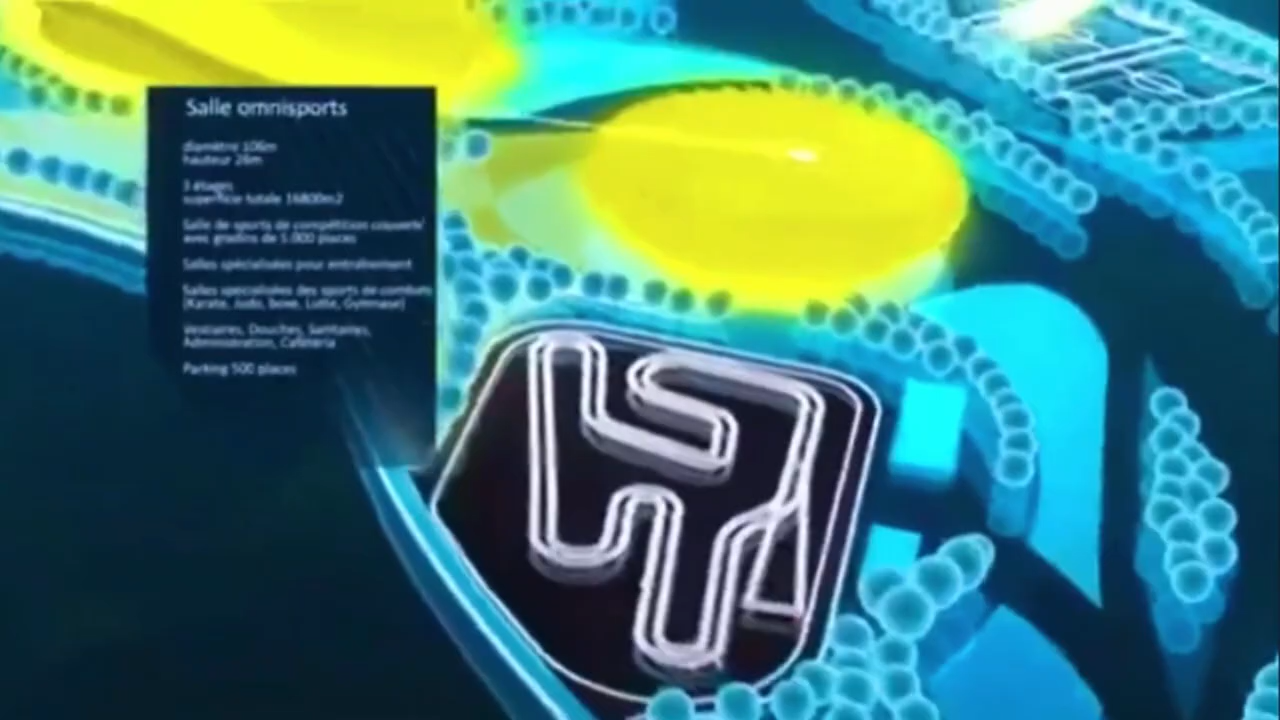 Salle omnisports
diamètre 106m
hauteur 26m
3 étages
superficie totale 16800m2
Salle de sports de compétition couverte
avec gradins de 5.000 places
Salles spécialisées pour entraînement
Salles spécialisées des sports de combats
(Karate, Judo, boxe, Lutte, Gymnase)
Vestiaires, Douches, Sanitaires,
Administration, Cafétéria
Parking 500 places